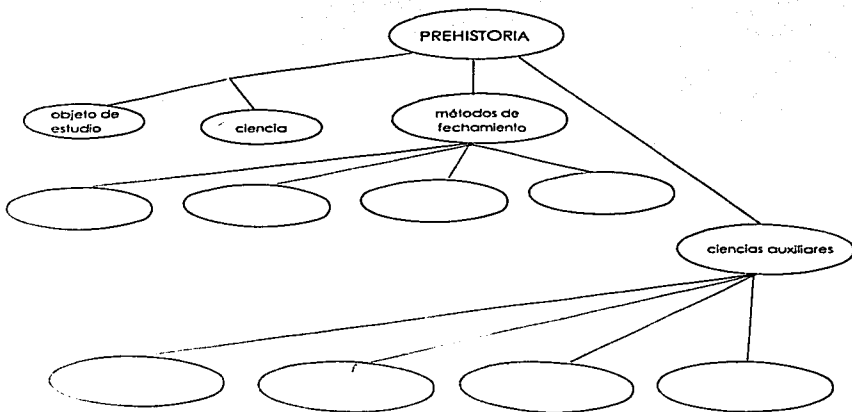 PREHISTORIA
objeto de
estudio
ciencia
métodos de
fechamiento
ciencias auxiliares